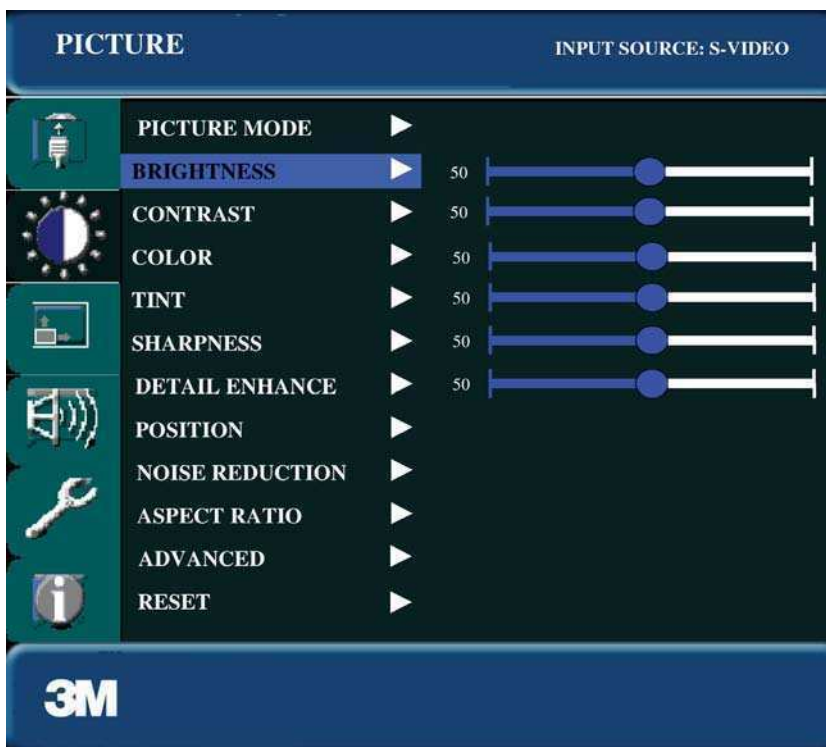 PICTURE
INPUT SOURCE: S-VIDEO
PICTURE MODE
BRIGHTNESS 50
CONTRAST 50
COLOR 50
TINT 50
SHARPNESS 50
DETAIL ENHANCE 50
POSITION
NOISE REDUCTION
ASPECT RATIO
ADVANCED
RESET
3M